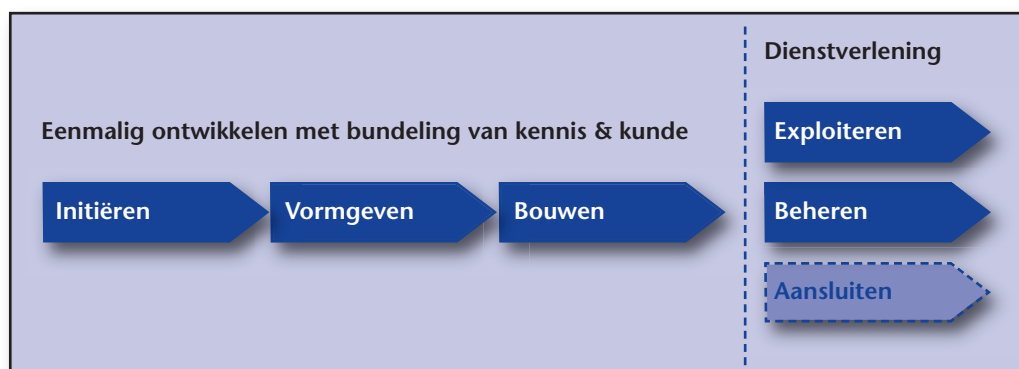 Eenmalig ontwikkelen met bundeling van kennis & kunde
Initiëren
Vormgeven
Bouwen
Dienstverlening
Exploiteren
Beheren
Aansluiten